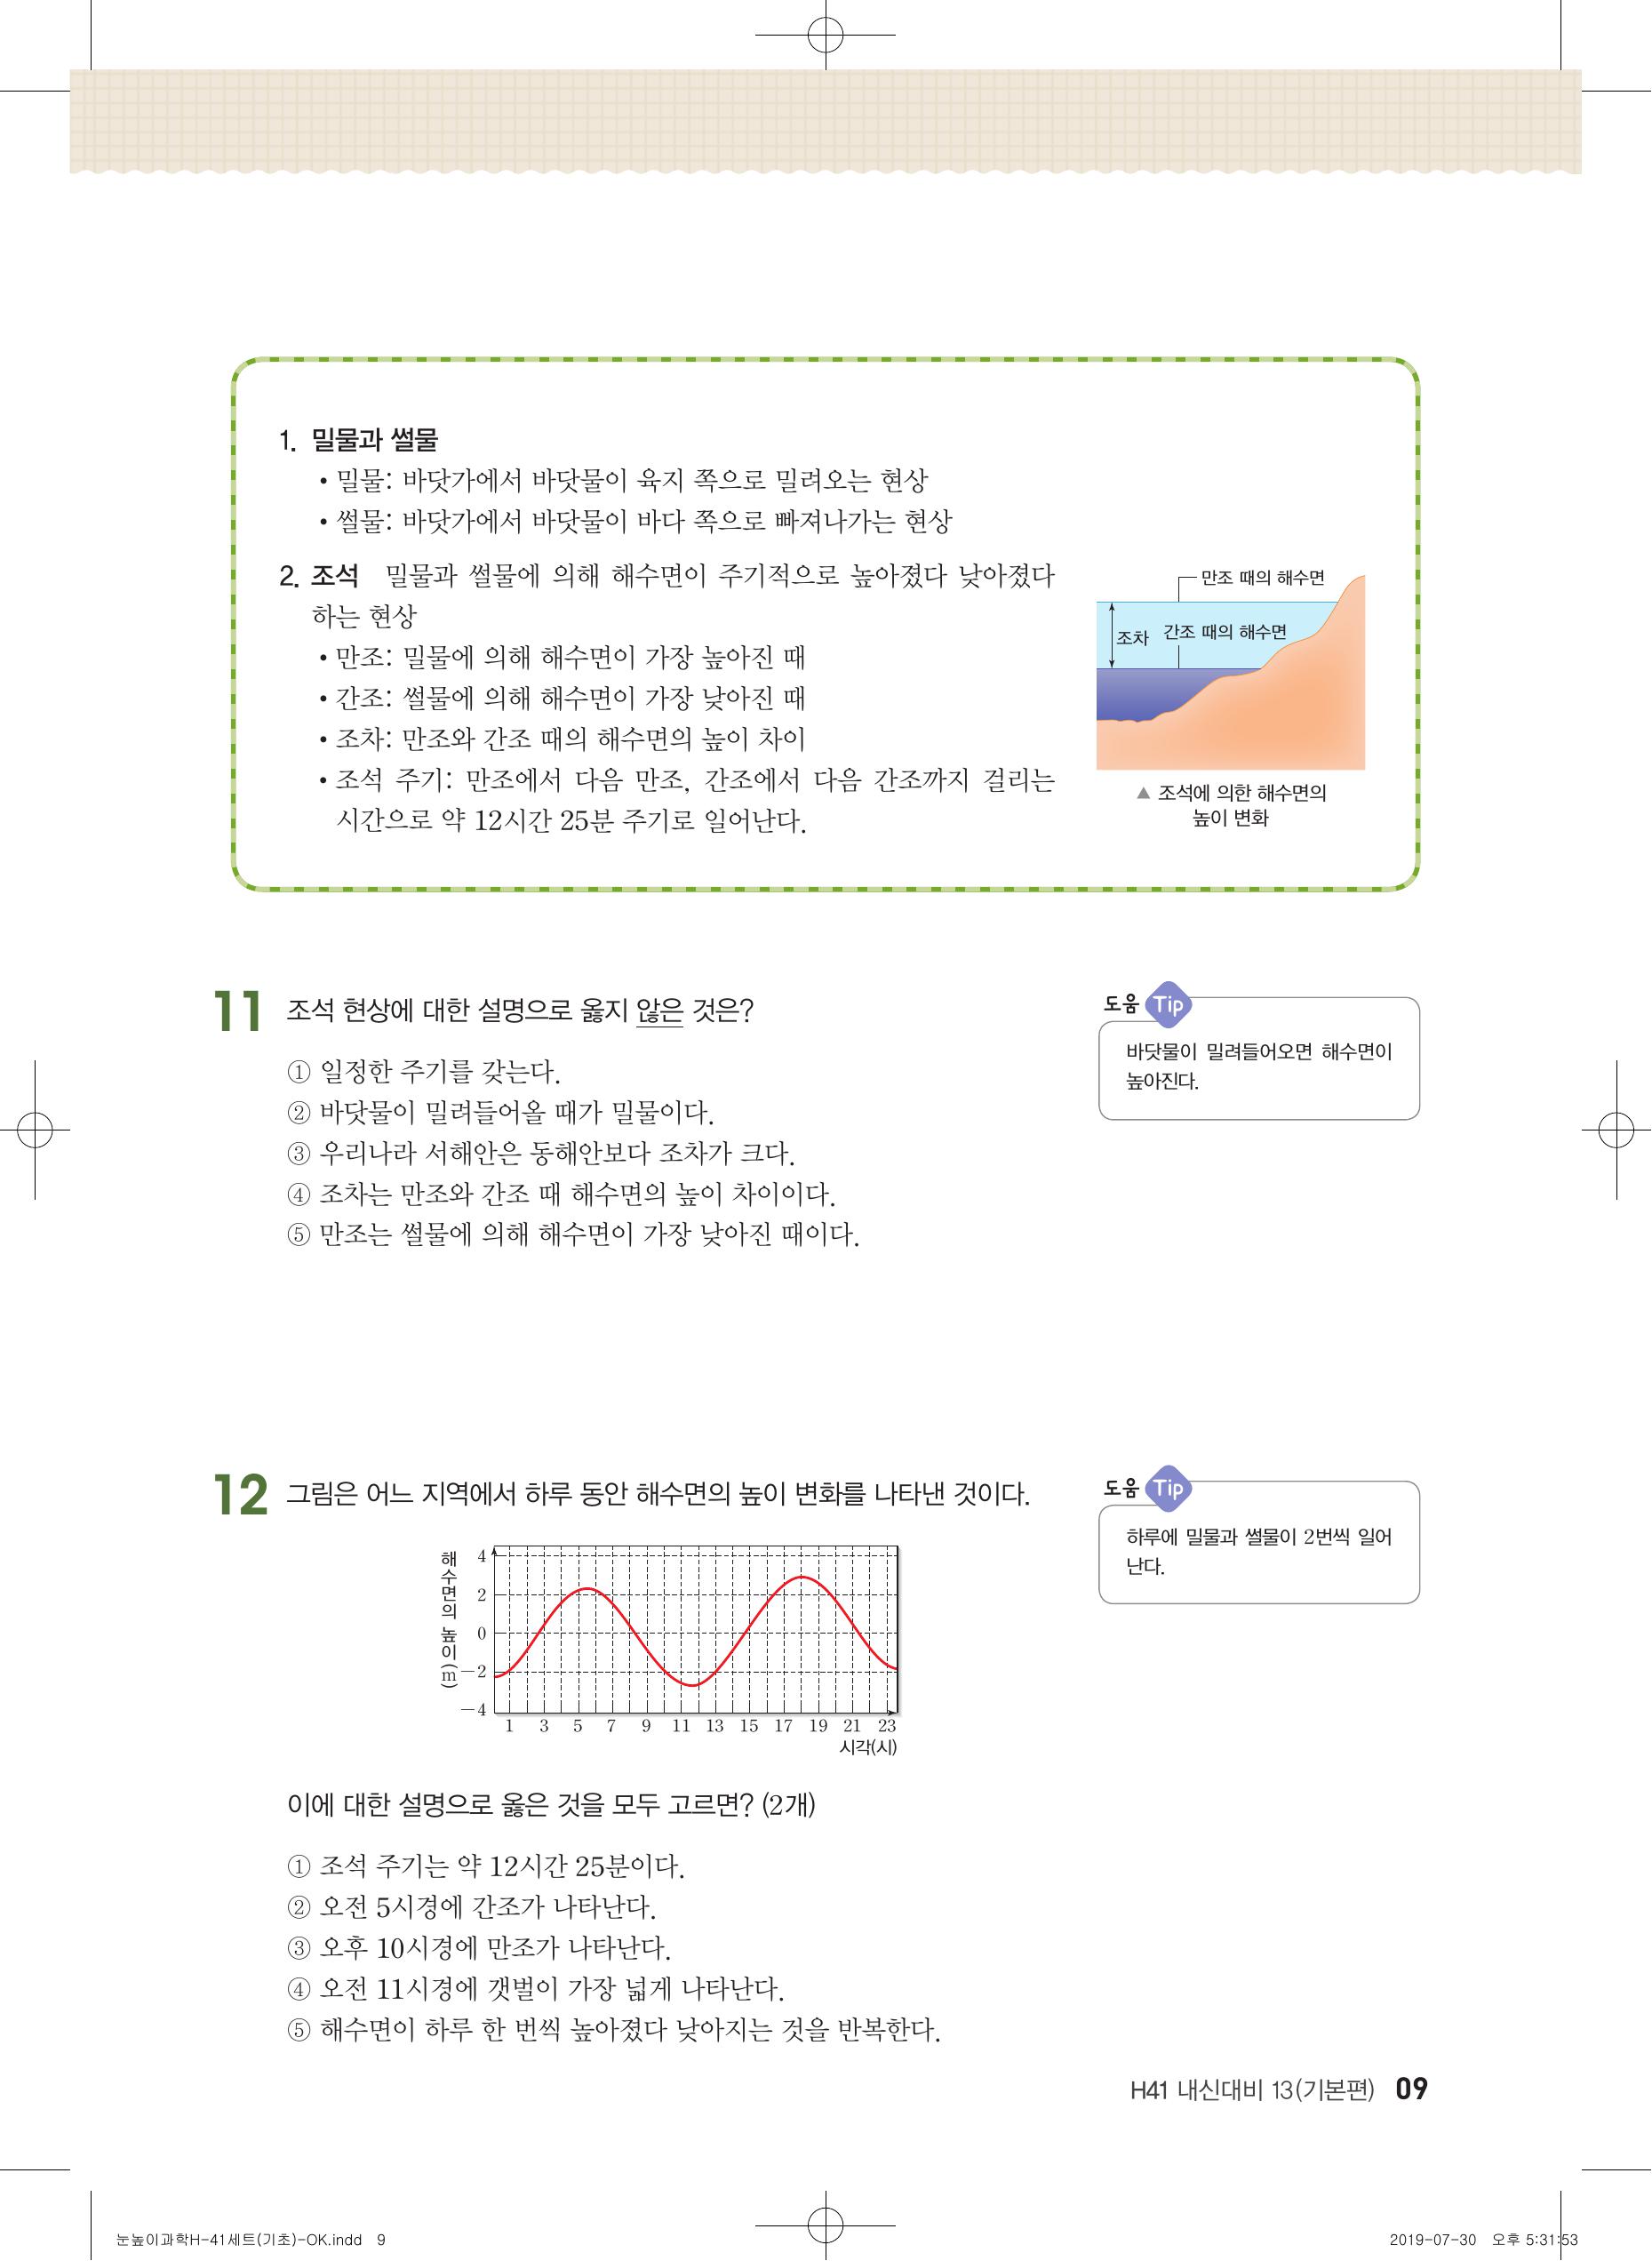 1. 밀물과 썰물
• 밀물: 바닷가에서 바닷물이 육지 쪽으로 밀려오는 현상
• 썰물: 바닷가에서 바닷물이 바다 쪽으로 빠져나가는 현상
2. 조석 밀물과 썰물에 의해 해수면이 주기적으로 높아졌다 낮아졌다
하는 현상
• 만조: 밀물에 의해 해수면이 가장 높아진 때
• 간조: 썰물에 의해 해수면이 가장 낮아진 때
• 조차: 만조와 간조 때의 해수면의 높이 차이
• 조석 주기: 만조에서 다음 만조, 간조에서 다음 간조까지 걸리는
시간으로 약 12시간 25분 주기로 일어난다.
만조 때의 해수면
조차 간조 때의 해수면
▲ 조석에 의한 해수면의
높이 변화
11 조석 현상에 대한 설명으로 옳지 않은 것은?
① 일정한 주기를 갖는다.
② 바닷물이 밀려들어올 때가 밀물이다.
③ 우리나라 서해안은 동해안보다 조차가 크다.
④ 조차는 만조와 간조 때 해수면의 높이 차이이다.
⑤ 만조는 썰물에 의해 해수면이 가장 낮아진 때이다.
도움 Tip
바닷물이 밀려들어오면 해수면이
높아진다.
12 그림은 어느 지역에서 하루 동안 해수면의 높이 변화를 나타낸 것이다.
해수면의 높이(m)
4
2
0
-2
-4
1 3 5 7 9 11 13 15 17 19 21 23
시각(시)
도움 Tip
하루에 밀물과 썰물이 2번씩 일어
난다.
이에 대한 설명으로 옳은 것을 모두 고르면? (2개)
① 조석 주기는 약 12시간 25분이다.
② 오전 5시경에 간조가 나타난다.
③ 오후 10시경에 만조가 나타난다.
④ 오전 11시경에 갯벌이 가장 넓게 나타난다.
⑤ 해수면이 하루 한 번씩 높아졌다 낮아지는 것을 반복한다.
H41 내신대비 13(기본편) 09
눈높이과학H-41세트(기초)-OK.indd 9
2019-07-30 오후 5:31:53